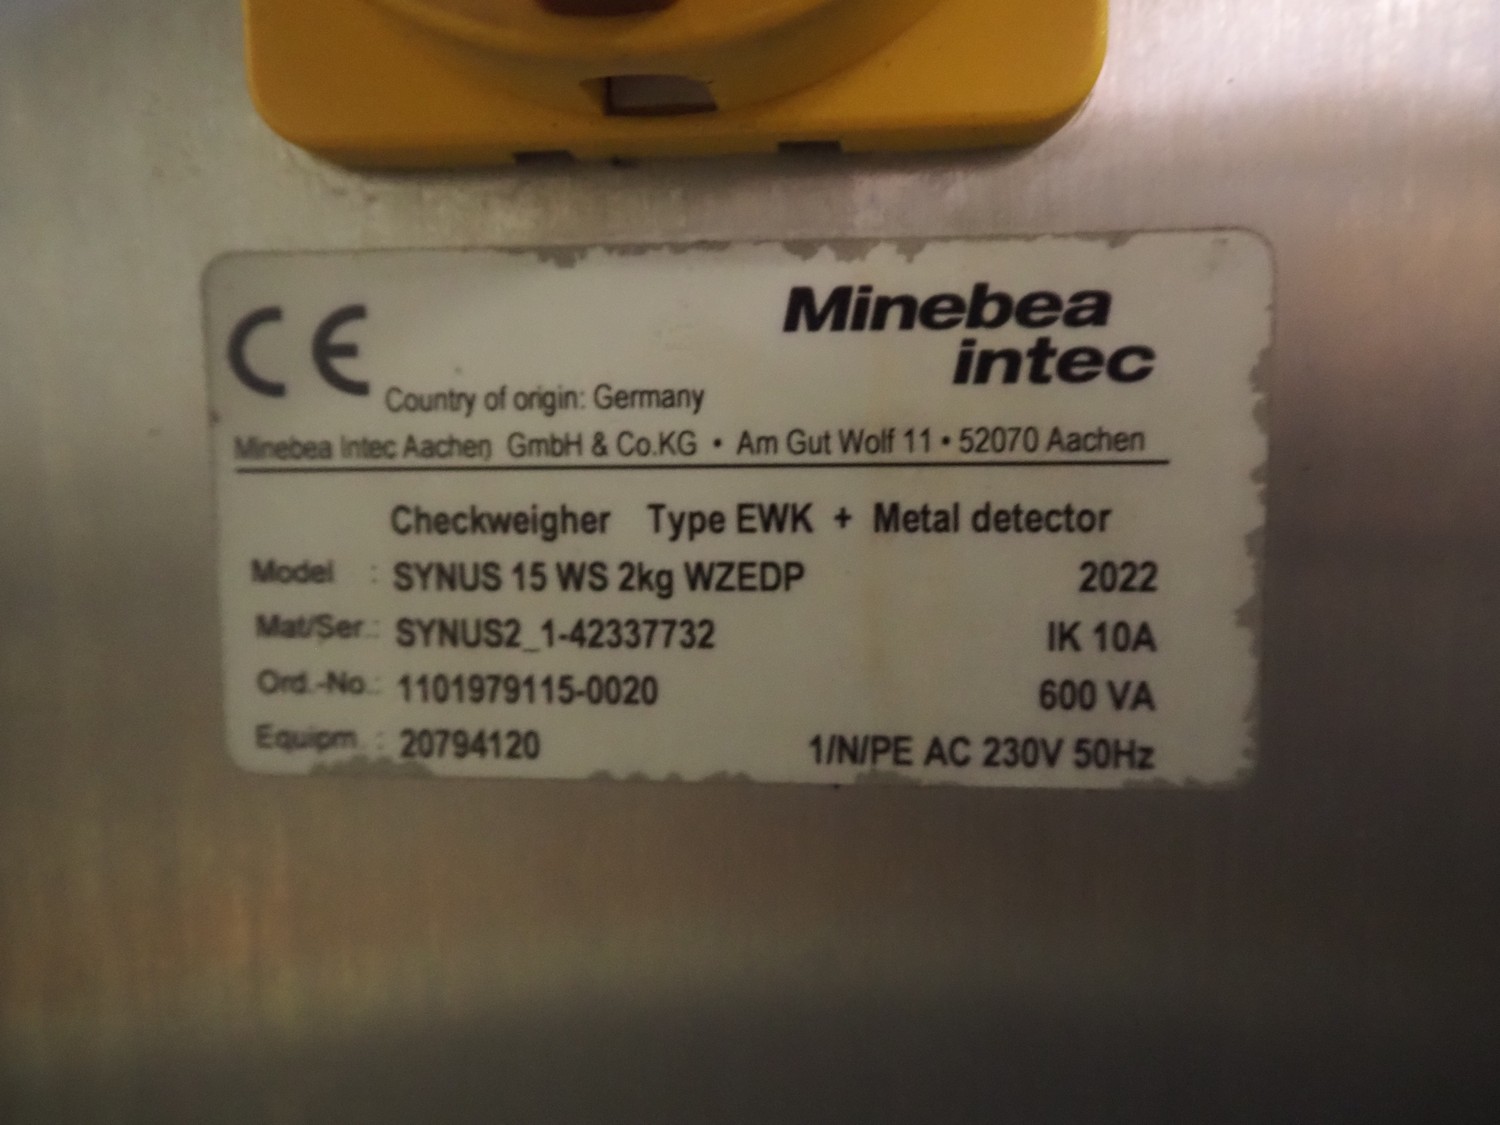 CE
Minebea
intec
Country of origin: Germany
Minebea Intec Aachen GmbH & Co.KG • Am Gut Wolf 11 • 52070 Aachen
Checkweigher Type EWK + Metal detector
Model : SYNUS 15 WS 2kg WZEDP 2022
Mat/Ser.: SYNUS2_1-42337732 IK 10A
Ord.-No.: 1101979115-0020 600 VA
Equipm. : 20794120 1/N/PE AC 230V 50Hz